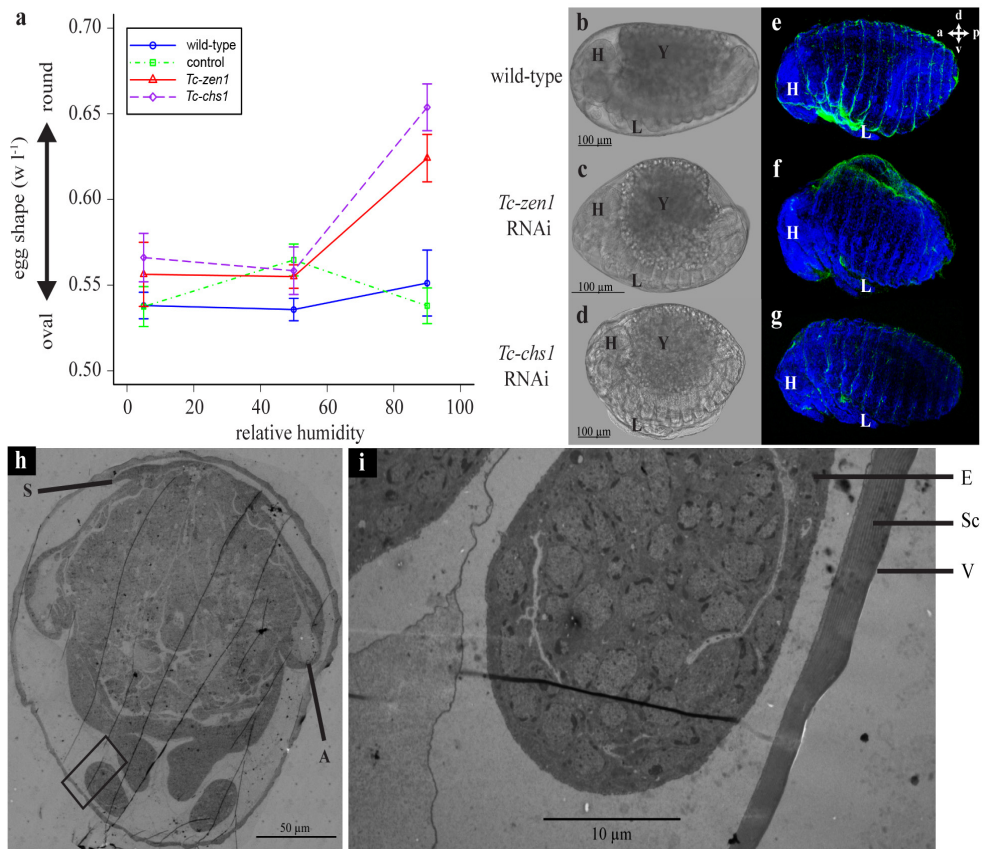 a
0.70
0.65
0.60
0.55
0.50
round
egg shape (w l-1)
oval
wild-type
control
Tc-zen1
Tc-chs1
0
20
40
60
80
100
relative humidity
wild-type
Tc-zen1
RNAi
Tc-chs1
RNAi
b
H
Y
L
100 µm
c
H
Y
L
100 µm
d
H
Y
L
100 µm
e
d
a
p
v
L
f
H
L
g
H
L
h
S
A
50 µm
i
E
Sc
V
10 µm